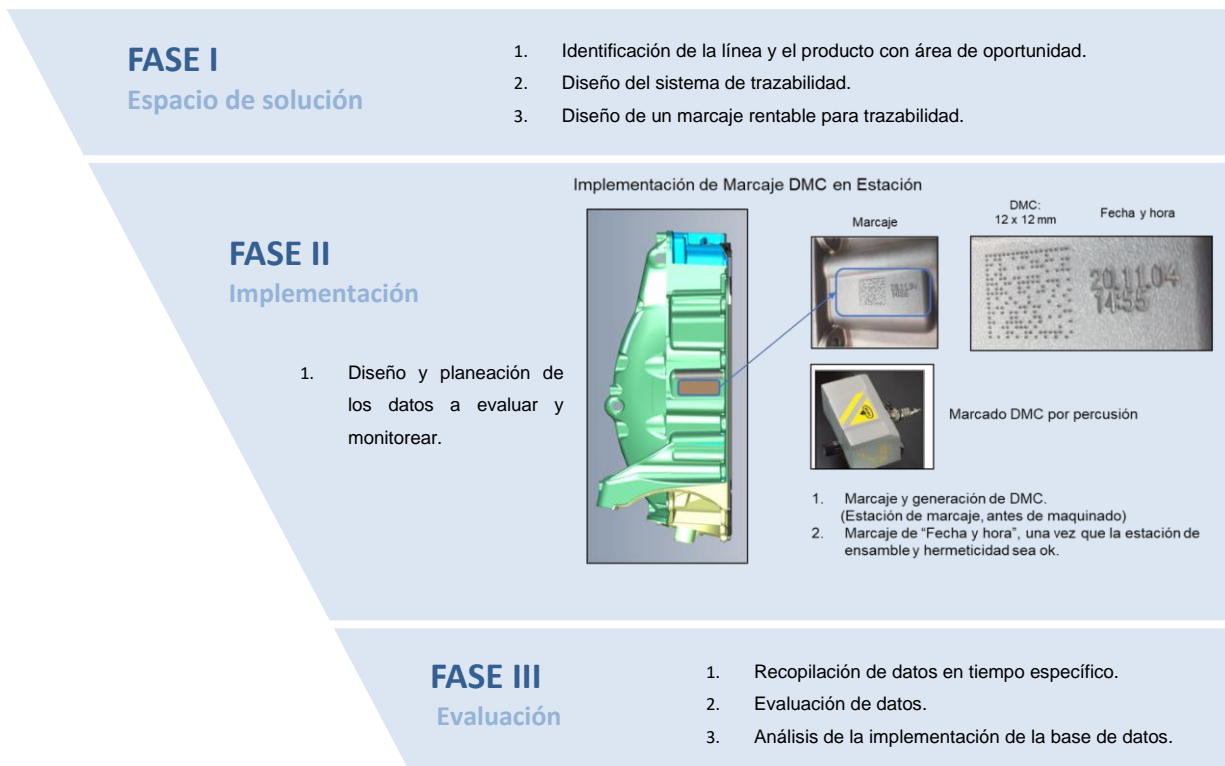 FASE I
Espacio de solución
1. Identificación de la línea y el producto con área de oportunidad.
2. Diseño del sistema de trazabilidad.
3. Diseño de un marcaje rentable para trazabilidad.
FASE II
Implementación
1. Diseño y planeación de
los datos a evaluar y
monitorear.
Implementación de Marcaje DMC en Estación
Marcaje
DMC:
12 x 12 mm
Fecha y hora
20.11.04
14:55
20.11.04
14:55
Marcado DMC por percusión
1. Marcaje y generación de DMC.
(Estación de marcaje, antes de maquinado)
2. Marcaje de “Fecha y hora”, una vez que la estación de
ensamble y hermeticidad sea ok.
FASE III
Evaluación
1. Recopilación de datos en tiempo específico.
2. Evaluación de datos.
3. Análisis de la implementación de la base de datos.